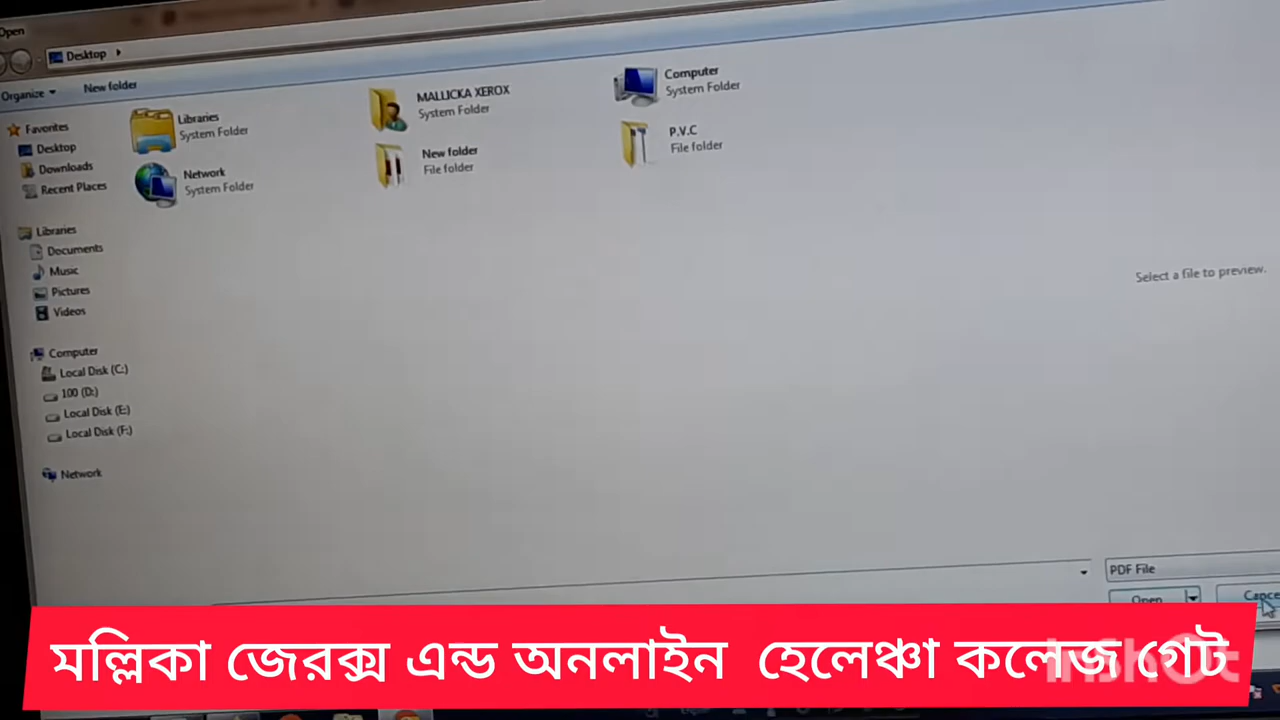 Open
Desktop
Organize
New folder
Favorites
Desktop
Downloads
Recent Places
Libraries
Documents
Music
Pictures
Videos
Computer
Local Disk (C:)
100 (D:)
Local Disk (E:)
Local Disk (F:)
Network
Libraries
System Folder
MALLICKA XEROX
System Folder
Computer
System Folder
Network
System Folder
New folder
File folder
P.V.C
File folder
Select a file to preview.
PDF File
Open
Cance
মল্লিকা জেরক্স এন্ড অনলাইন হেলেঞ্চা কলেজ গেট
InShOt